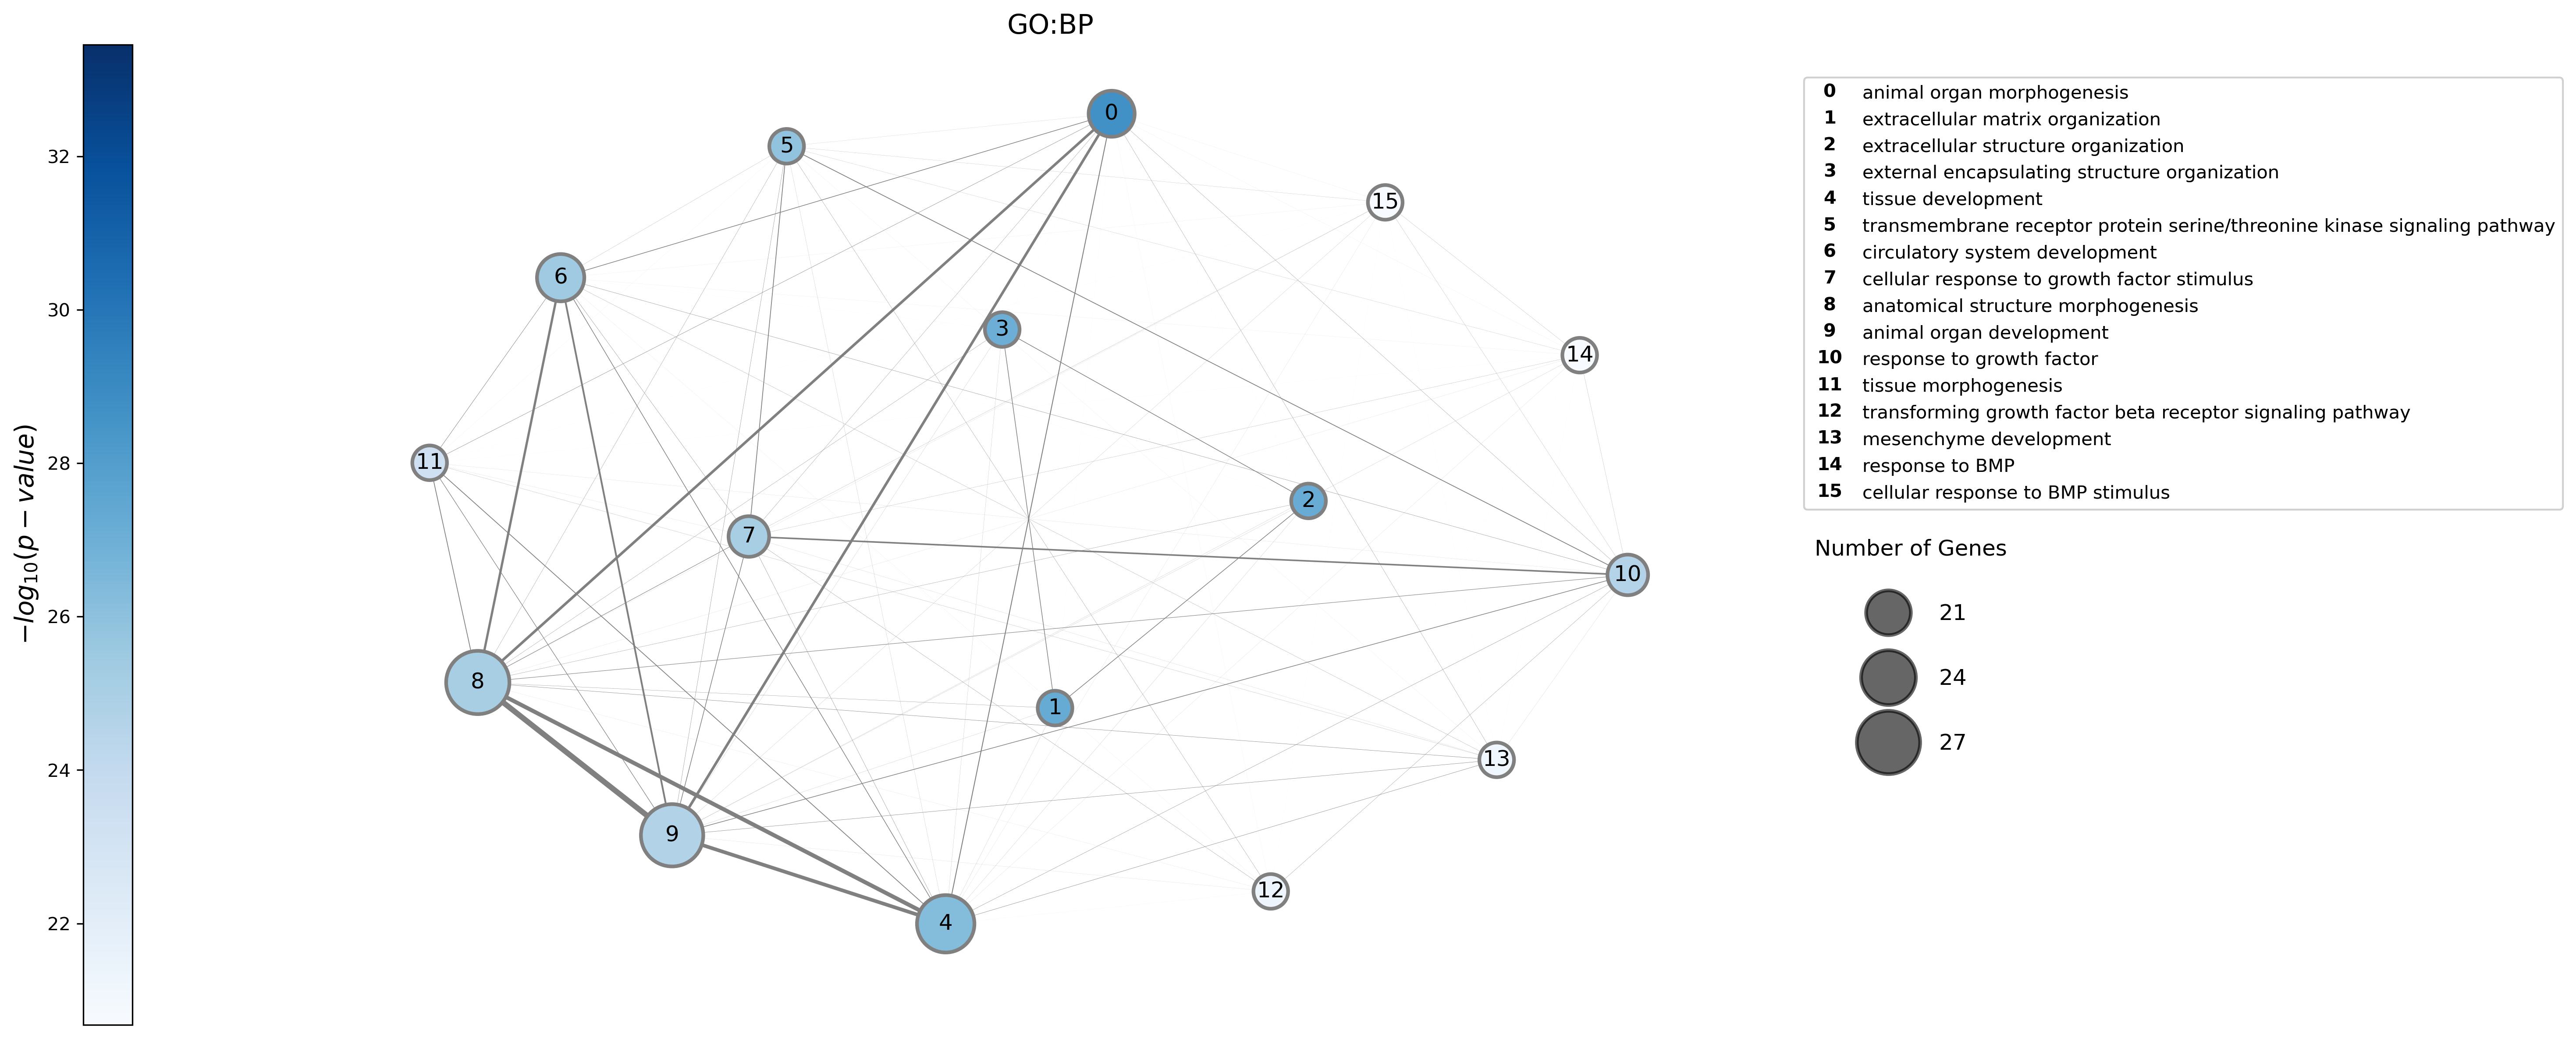 GO:BP
−log₁₀(p − value)
32
30
28
26
24
22
0
5
15
6
3
14
11
2
7
10
8
1
13
9
12
4
0 animal organ morphogenesis
1 extracellular matrix organization
2 extracellular structure organization
3 external encapsulating structure organization
4 tissue development
5 transmembrane receptor protein serine/threonine kinase signaling pathway
6 circulatory system development
7 cellular response to growth factor stimulus
8 anatomical structure morphogenesis
9 animal organ development
10 response to growth factor
11 tissue morphogenesis
12 transforming growth factor beta receptor signaling pathway
13 mesenchyme development
14 response to BMP
15 cellular response to BMP stimulus
Number of Genes
21
24
27